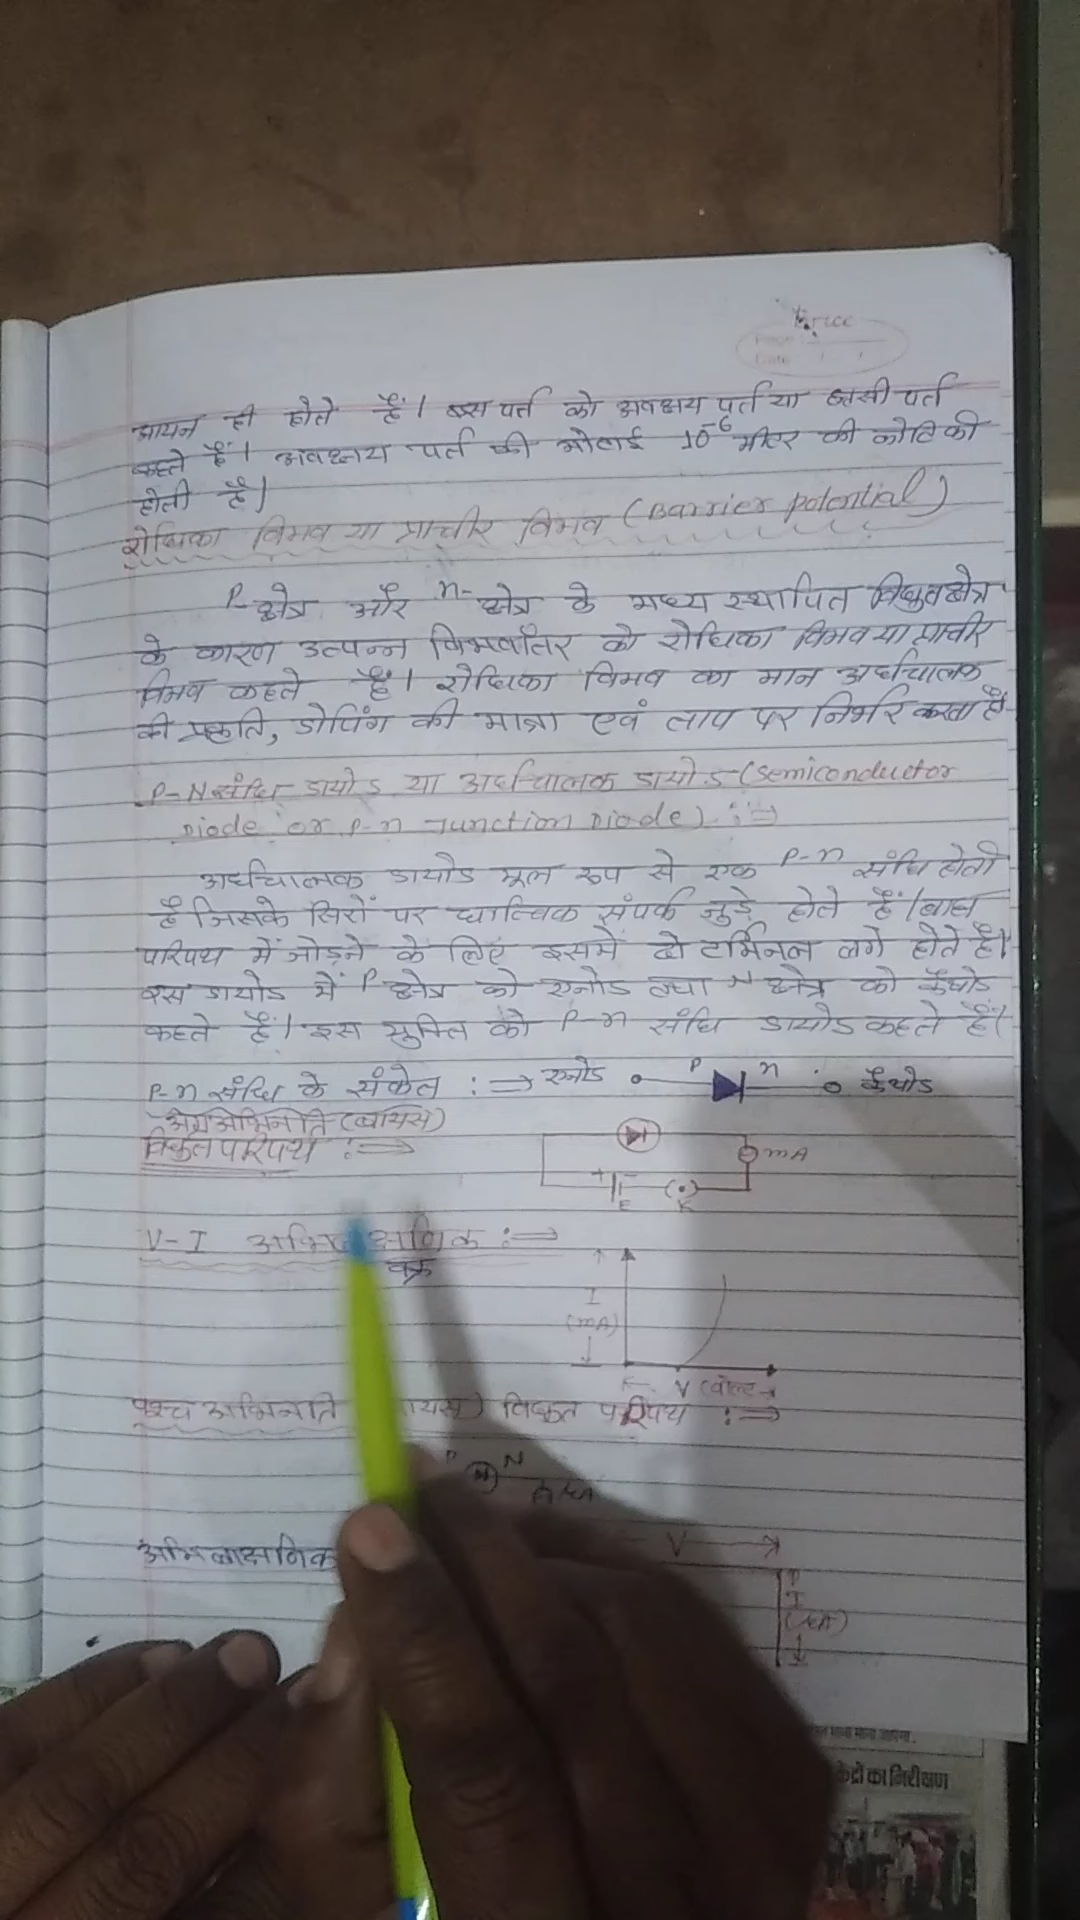 आयन ही होते हैं। इस पर्त को अवक्षय पर्त या ह्रासी पर्त
कहते हैं। अवक्षय पर्त की मोटाई 10^-6 मीटर की कोटि की
होती है।
रोधिका विभव या प्राचीर विभव (Barrier potential)
P-क्षेत्र और n-क्षेत्र के मध्य स्थापित विद्युत क्षेत्र
के कारण उत्पन्न विभवांतर को रोधिका विभव या प्राचीर
विभव कहते हैं। रोधिका विभव का मान अर्धचालक
की प्रकृति, डोपिंग की मात्रा एवं ताप पर निर्भर करता है।
P-N संधि डायोड या अर्धचालक डायोड (semiconductor
Diode or p-n Junction Diode) :⇒
अर्धचालक डायोड मूल रूप से एक P-n संधि होती
है जिसके सिरों पर धात्विक संपर्क जुड़े होते हैं। बाह्य
परिपथ में जोड़ने के लिए इसमें दो टर्मिनल लगे होते हैं।
इस डायोड में P क्षेत्र को एनोड तथा N क्षेत्र को कैथोड
कहते हैं। इस युक्ति को P-n संधि डायोड कहते हैं।
P-n संधि के संकेत :⇒ एनोड P n कैथोड
अग्र अभिनति (बायस)
विद्युत परिपथ :⇒
mA
+ -
E K
V-I :⇒
वक्र
I
(mA)
V (वोल्ट)
पश्च अभिनति विद्युत परिपथ :⇒
P N
अभिलाक्षणिक
V
I
केंद्रों का निरीक्षण